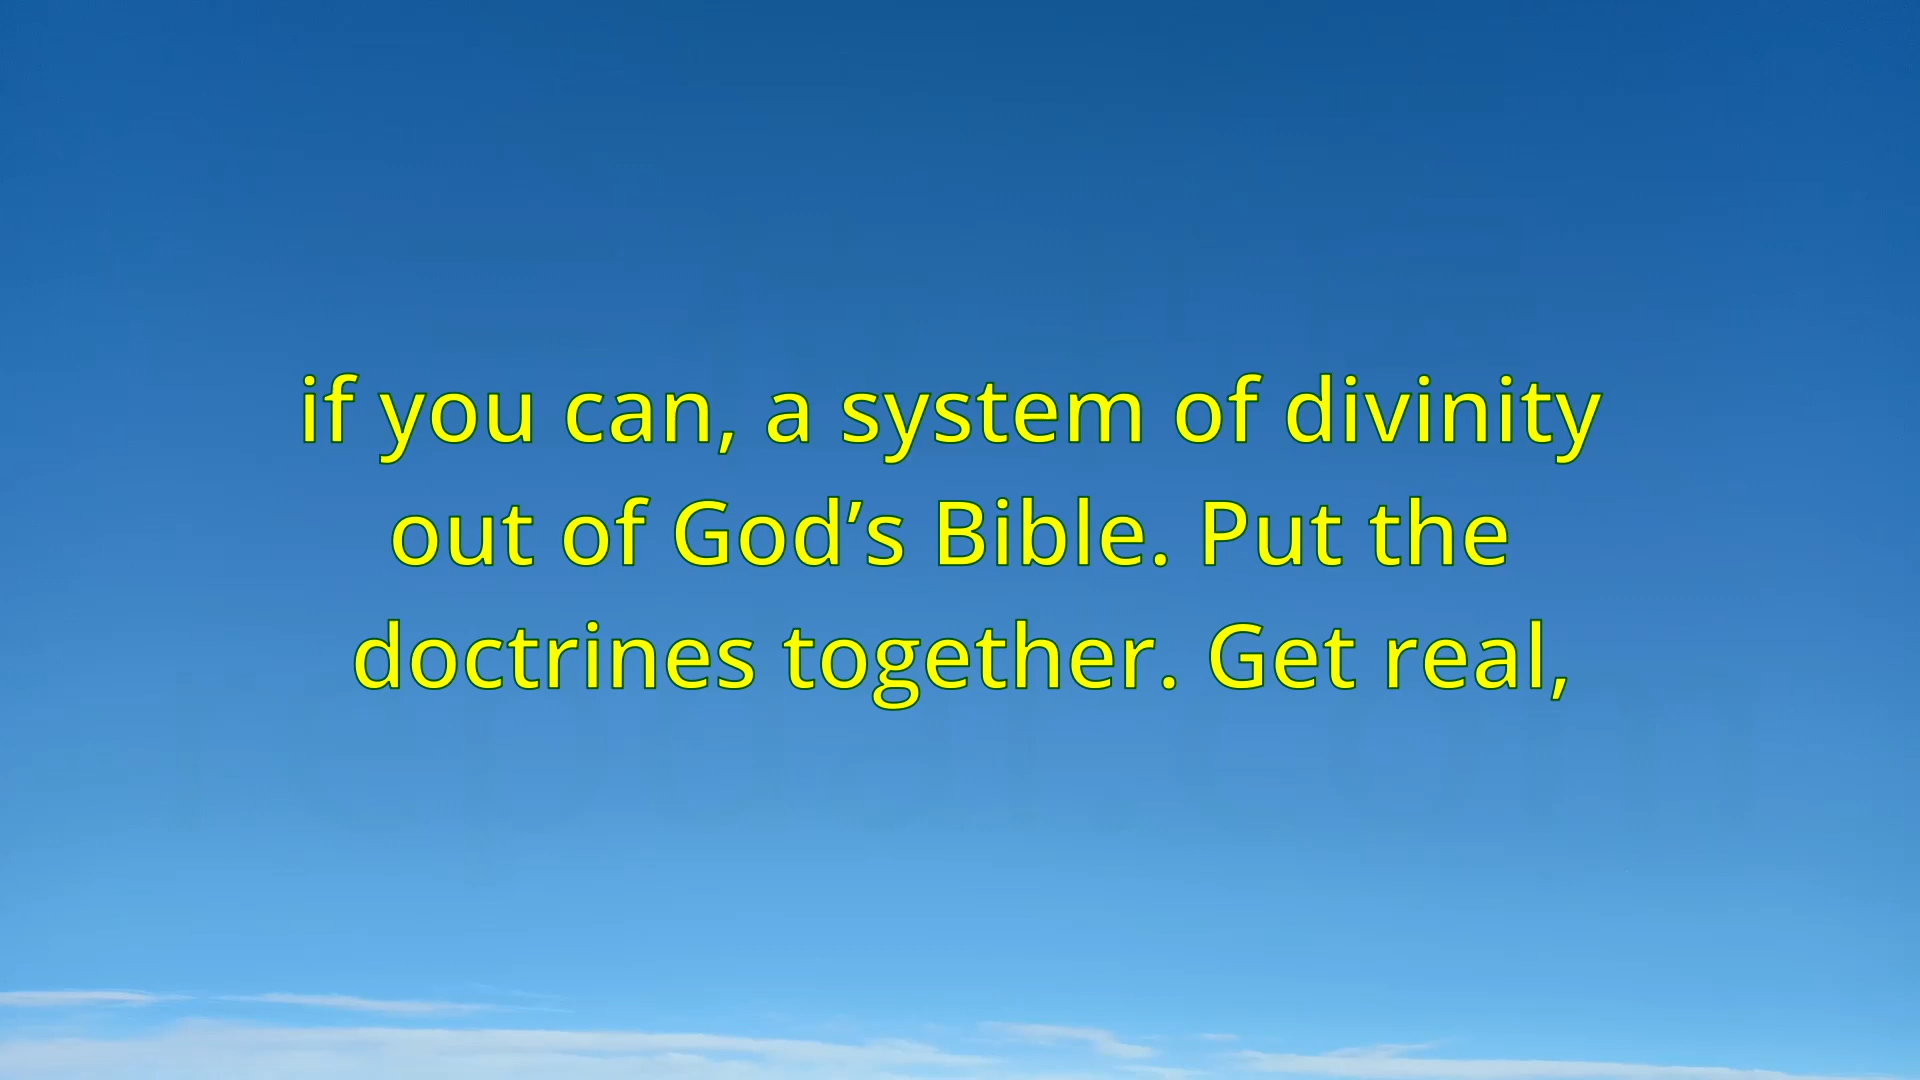 if you can, a system of divinity
out of God’s Bible. Put the
doctrines together. Get real,